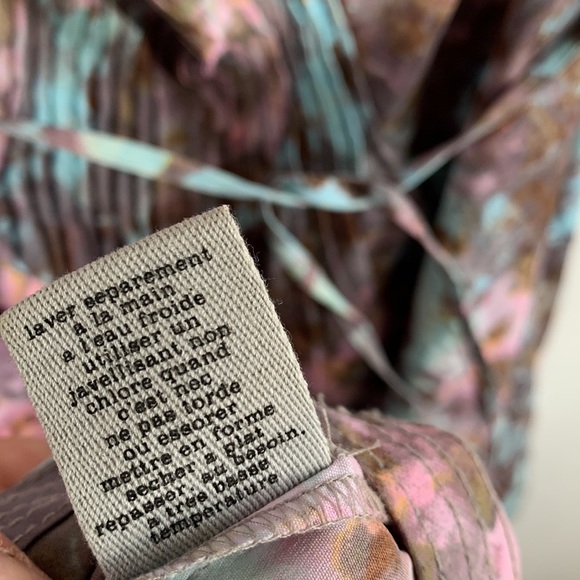 laver separement
a la main
a l'eau froide
utiliser un
javellisant non
chlore quand
c'est nec
ne pas torde
ou essorer
mettre en forme
secher a plat
repasser, au besoin.
a tres basse
temperature